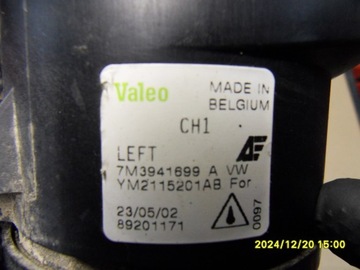 Valeo
MADE IN
BELGIUM
CH1
LEFT
7M3941699 A VW
YM2115201AB For
23/05/02
89201171
0097
2024/12/20 15:00